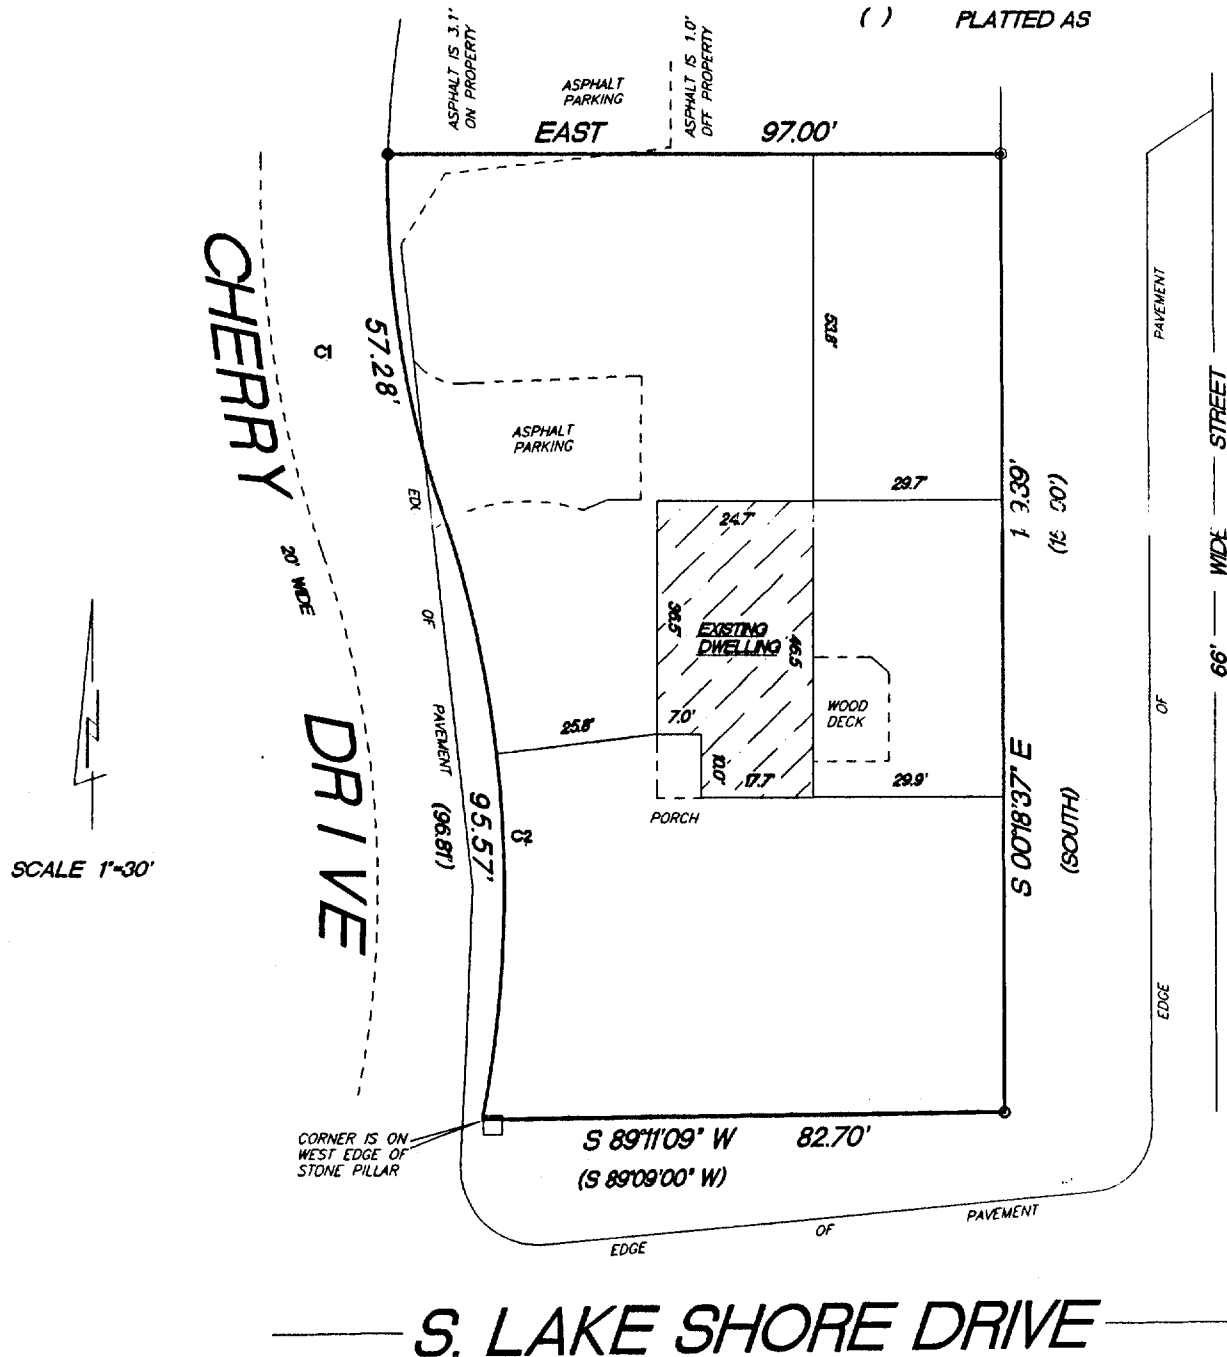 ( ) PLATTED AS
ASPHALT IS 3.1'
ON PROPERTY
ASPHALT
PARKING
ASPHALT IS 1.0'
OFF PROPERTY
EAST 97.00'
CHERRY
DRIVE
20' WIDE
C1
57.28'
53.8'
ASPHALT
PARKING
29.7'
24.7'
36.5'
EXISTING
DWELLING
46.5
WOOD
DECK
25.8'
7.0'
10.0'
17.7'
29.9'
PORCH
OF
PAVEMENT
(96.81')
95.57'
C2
S 00°18'37" E
(SOUTH)
PAVEMENT
OF
EDGE
66' WIDE STREET
SCALE 1"=30'
CORNER IS ON
WEST EDGE OF
STONE PILLAR
S 89°11'09" W 82.70'
(S 89°09'00" W)
EDGE OF PAVEMENT
S. LAKE SHORE DRIVE